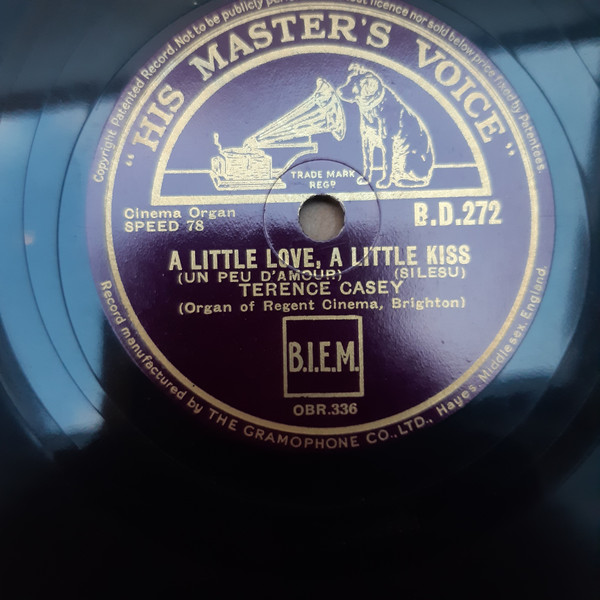 Copyright Patented Record. Not to be publicly licence nor sold below price fixed by Patentees.
"HIS MASTER'S VOICE"
TRADE MARK
REGD
Cinema Organ
SPEED 78
B.D.272
A LITTLE LOVE, A LITTLE KISS
(UN PEU D'AMOUR) (SILESU)
TERENCE CASEY
(Organ of Regent Cinema, Brighton)
B.I.E.M.
OBR.336
Record manufactured by THE GRAMOPHONE CO., LTD., Hayes, Middlesex, England.